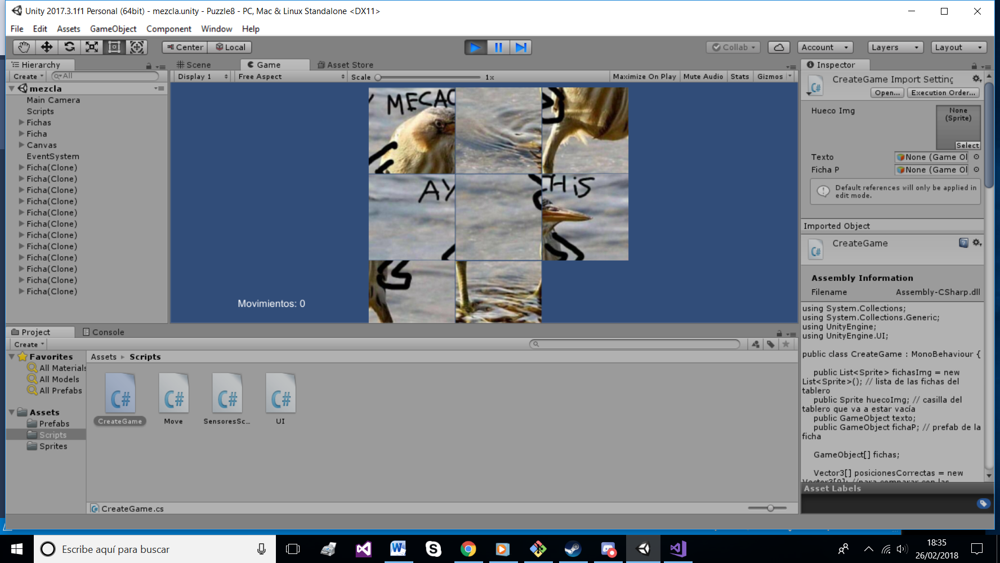 Unity 2017.3.1f1 Personal (64bit) - mezcla.unity - Puzzle8 - PC, Mac & Linux Standalone <DX11>
File Edit Assets GameObject Component Window Help
Center Local Collab Account Layers Layout
Hierarchy
Create All
mezcla
Main Camera
Scripts
Fichas
Ficha
Canvas
EventSystem
Ficha(Clone)
Ficha(Clone)
Ficha(Clone)
Ficha(Clone)
Ficha(Clone)
Ficha(Clone)
Ficha(Clone)
Ficha(Clone)
Ficha(Clone)
Ficha(Clone)
Ficha(Clone)
Ficha(Clone)
Scene Game Asset Store
Display 1 Free Aspect Scale 1x Maximize On Play Mute Audio Stats Gizmos
Y MECAC
AY
THiS
Movimientos: 0
Inspector
CreateGame Import Setting
Open... Execution Order...
Hueco Img
None
(Sprite)
Select
Texto None (Game Ol
Ficha P None (Game Ol
Default references will only be applied in
edit mode.
Imported Object
CreateGame
Assembly Information
Filename Assembly-CSharp.dll
using System.Collections;
using System.Collections.Generic;
using UnityEngine;
using UnityEngine.UI;
public class CreateGame : MonoBehaviour {
public List<Sprite> fichasImg = new
List<Sprite>(); // lista de las fichas del
tablero
public Sprite huecoImg; // casilla del
tablero que va a estar vacía
public GameObject texto;
public GameObject fichaP; // prefab de la
ficha
GameObject[] fichas;
Vector3[] posicionesCorrectas = new
Vector3[9]; //para comparar con las
Asset Labels
Project Console
Create
Favorites
All Materials
All Models
All Prefabs
Assets
Prefabs
Scripts
Sprites
Assets Scripts
CreateGame Move SensoresSc... UI
CreateGame.cs
Escribe aquí para buscar
18:35
26/02/2018